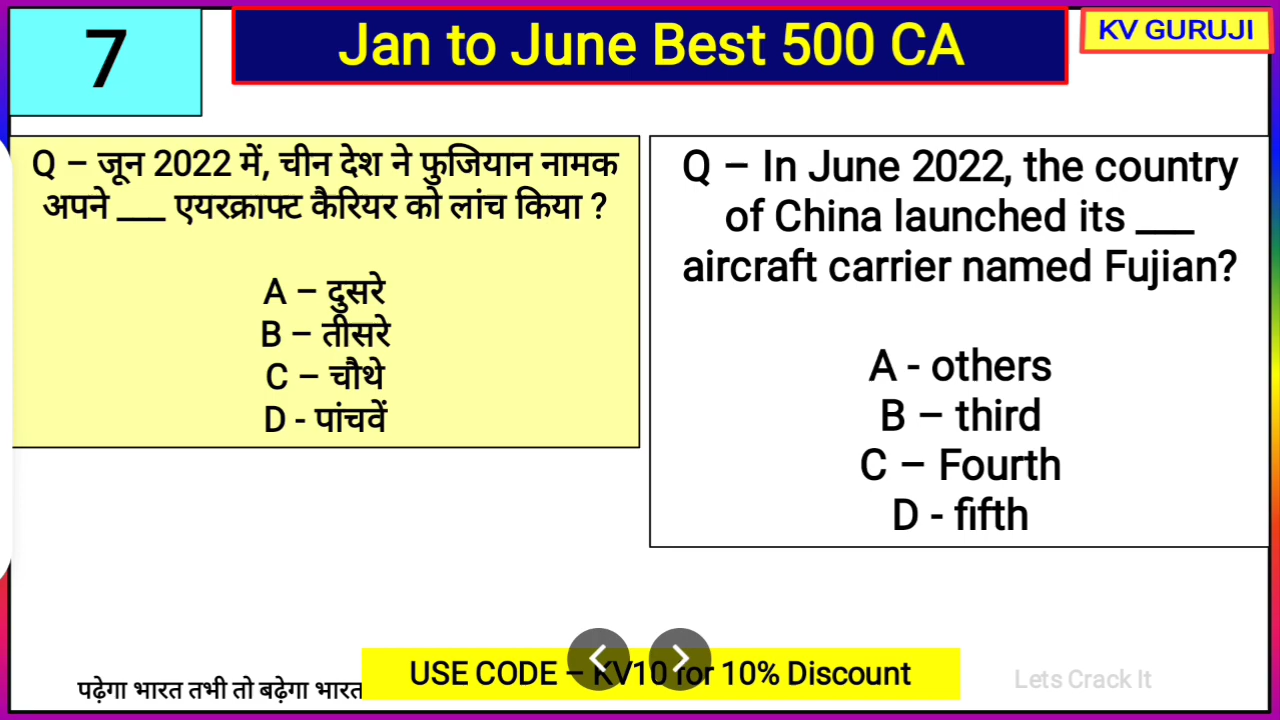 7
Jan to June Best 500 CA
KV GURUJI
Q – जून 2022 में, चीन देश ने फुजियान नामक
अपने ___ एयरक्राफ्ट कैरियर को लांच किया ?
A – दुसरे
B – तीसरे
C – चौथे
D - पांचवें
Q – In June 2022, the country
of China launched its ___
aircraft carrier named Fujian?
A - others
B – third
C – Fourth
D - fifth
पढ़ेगा भारत तभी तो बढ़ेगा भारत
USE CODE – KV10 for 10% Discount
Lets Crack It